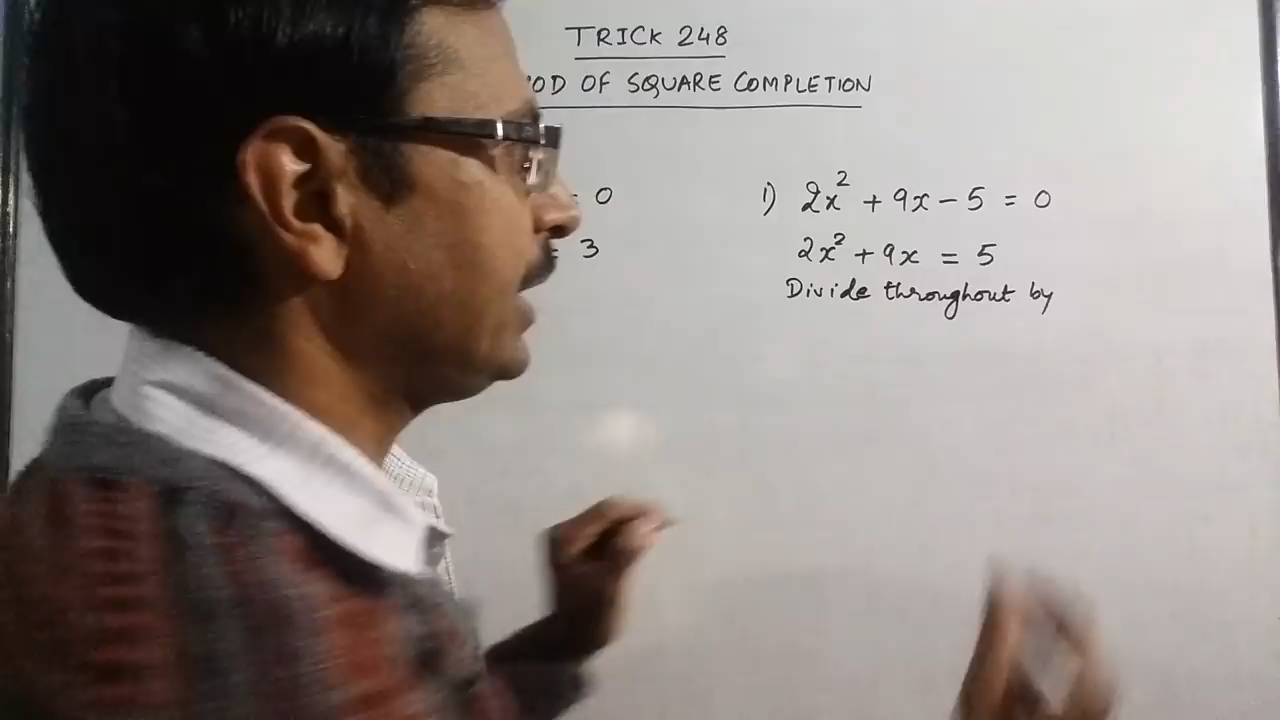 TRICK 248
OD OF SQUARE COMPLETION
= 0
= 3
1) 2x² + 9x - 5 = 0
2x² + 9x = 5
Divide throughout by